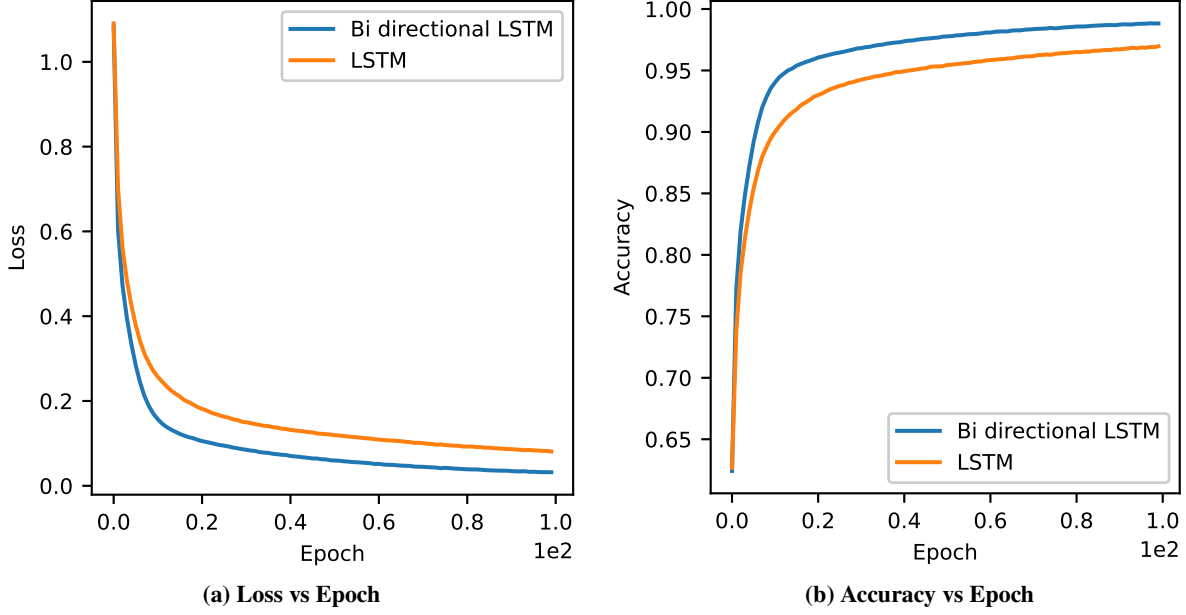 Bi directional LSTM
LSTM
1.0
0.8
0.6
0.4
0.2
0.0
Loss
0.0 0.2 0.4 0.6 0.8 1.0
1e2
Epoch
(a) Loss vs Epoch
1.00
0.95
0.90
0.85
0.80
0.75
0.70
0.65
Accuracy
Bi directional LSTM
LSTM
0.0 0.2 0.4 0.6 0.8 1.0
1e2
Epoch
(b) Accuracy vs Epoch